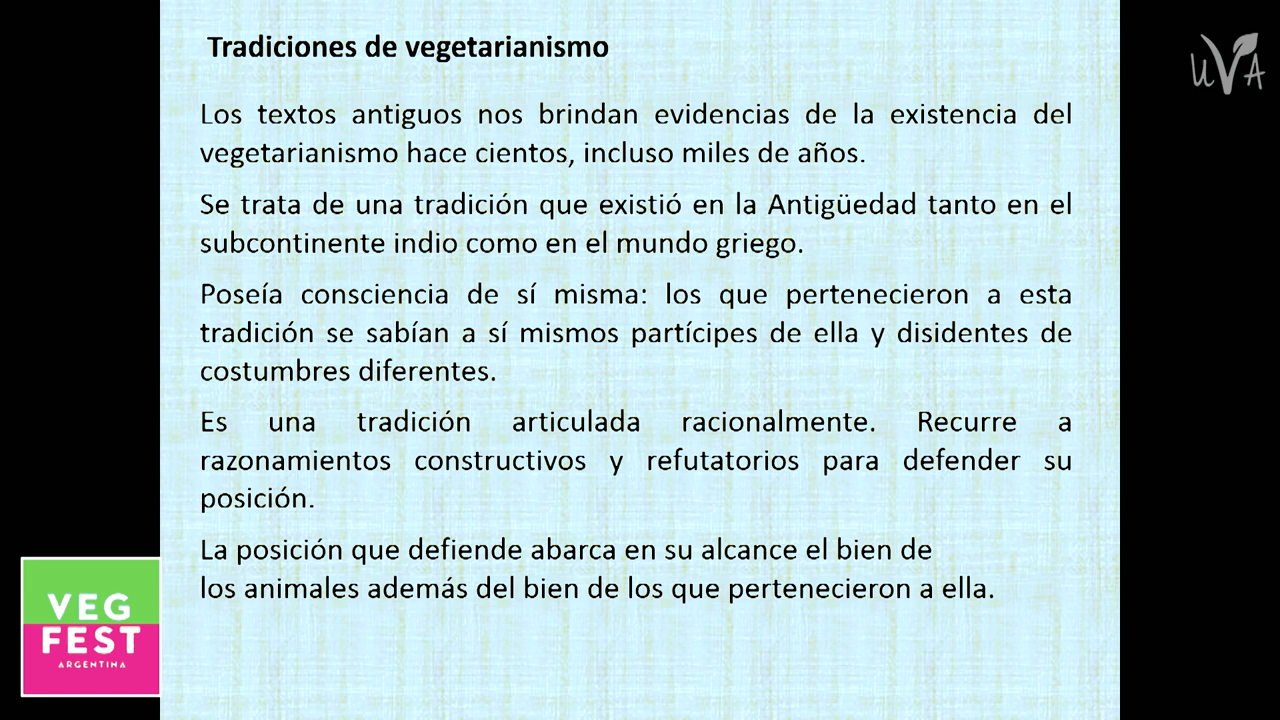 Tradiciones de vegetarianismo
UVA
Los textos antiguos nos brindan evidencias de la existencia del
vegetarianismo hace cientos, incluso miles de años.
Se trata de una tradición que existió en la Antigüedad tanto en el
subcontinente indio como en el mundo griego.
Poseía consciencia de sí misma: los que pertenecieron a esta
tradición se sabían a sí mismos partícipes de ella y disidentes de
costumbres diferentes.
Es una tradición articulada racionalmente. Recurre a
razonamientos constructivos y refutatorios para defender su
posición.
La posición que defiende abarca en su alcance el bien de
los animales además del bien de los que pertenecieron a ella.
VEG
FEST
ARGENTINA